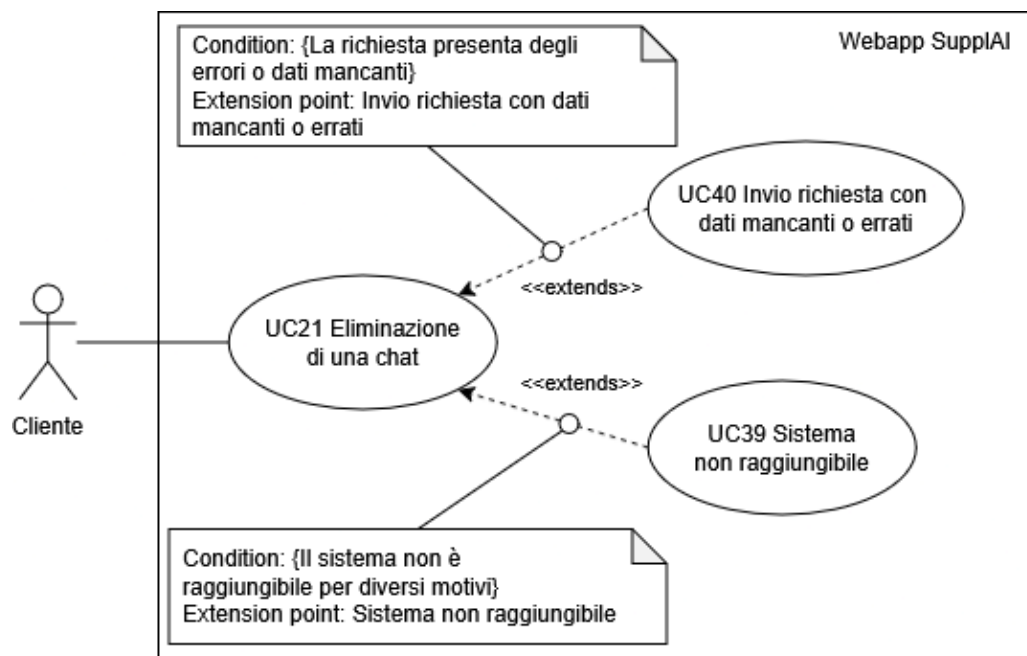 Condition: {La richiesta presenta degli
errori o dati mancanti}
Extension point: Invio richiesta con dati
mancanti o errati
Webapp SupplAI
UC40 Invio richiesta con
dati mancanti o errati
<<extends>>
UC21 Eliminazione
di una chat
Cliente
<<extends>>
UC39 Sistema
non raggiungibile
Condition: {Il sistema non è
raggiungibile per diversi motivi}
Extension point: Sistema non raggiungibile